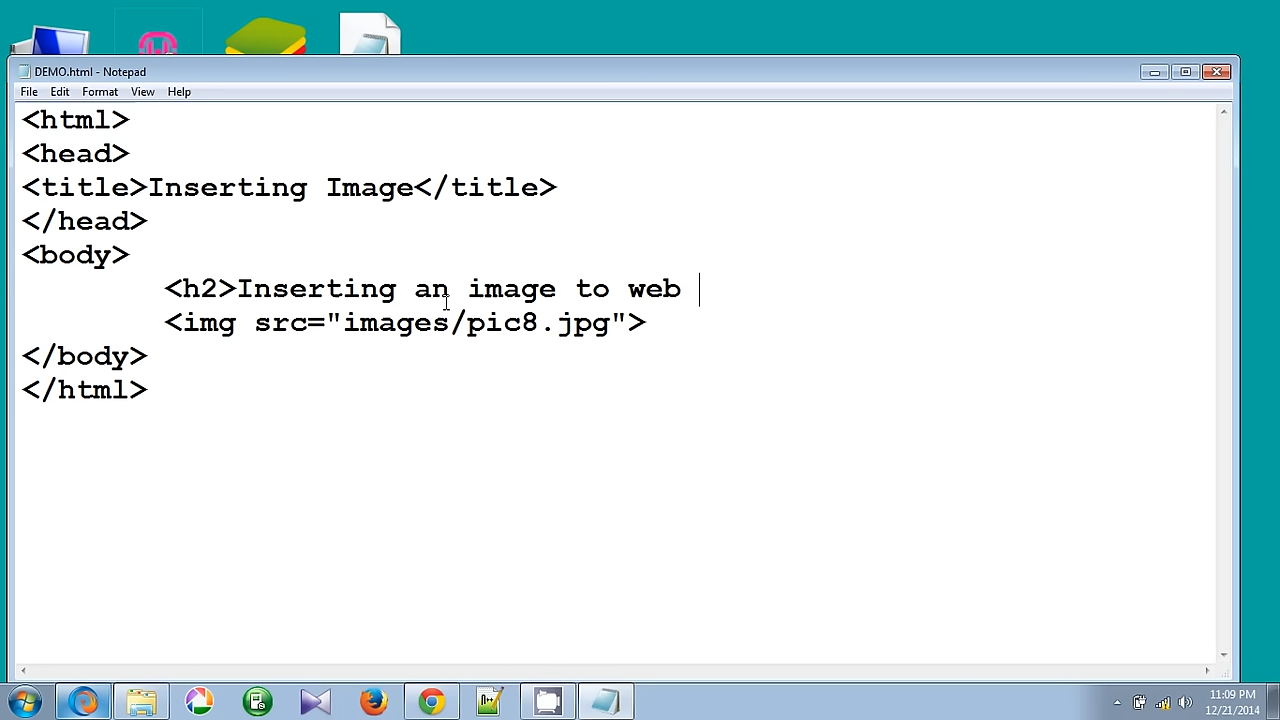 DEMO.html - Notepad
File Edit Format View Help
<html>
<head>
<title>Inserting Image</title>
</head>
<body>
<h2>Inserting an image to web
<img src="images/pic8.jpg">
</body>
</html>
11:09 PM
12/21/2014